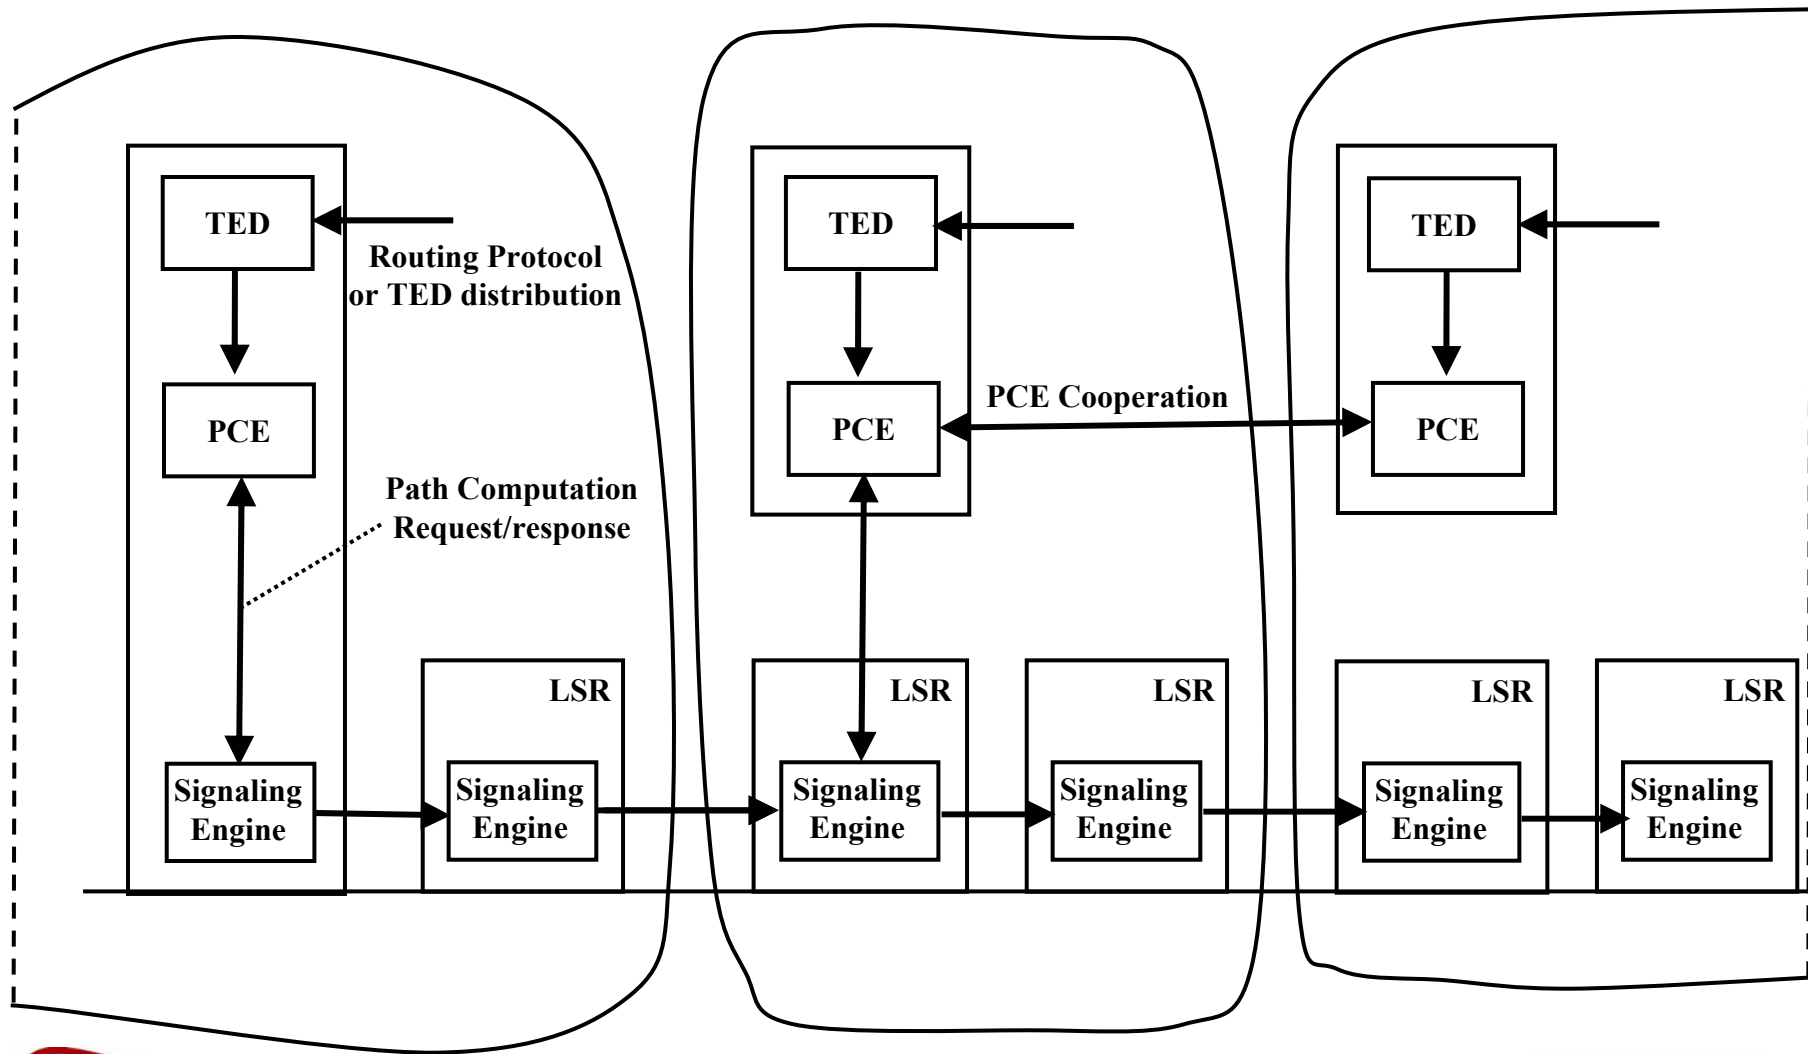 TED
TED
TED
Routing Protocol
or TED distribution
PCE
PCE
PCE
PCE Cooperation
Path Computation
Request/response
LSR
LSR
LSR
LSR
LSR
Signaling
Engine
Signaling
Engine
Signaling
Engine
Signaling
Engine
Signaling
Engine
Signaling
Engine